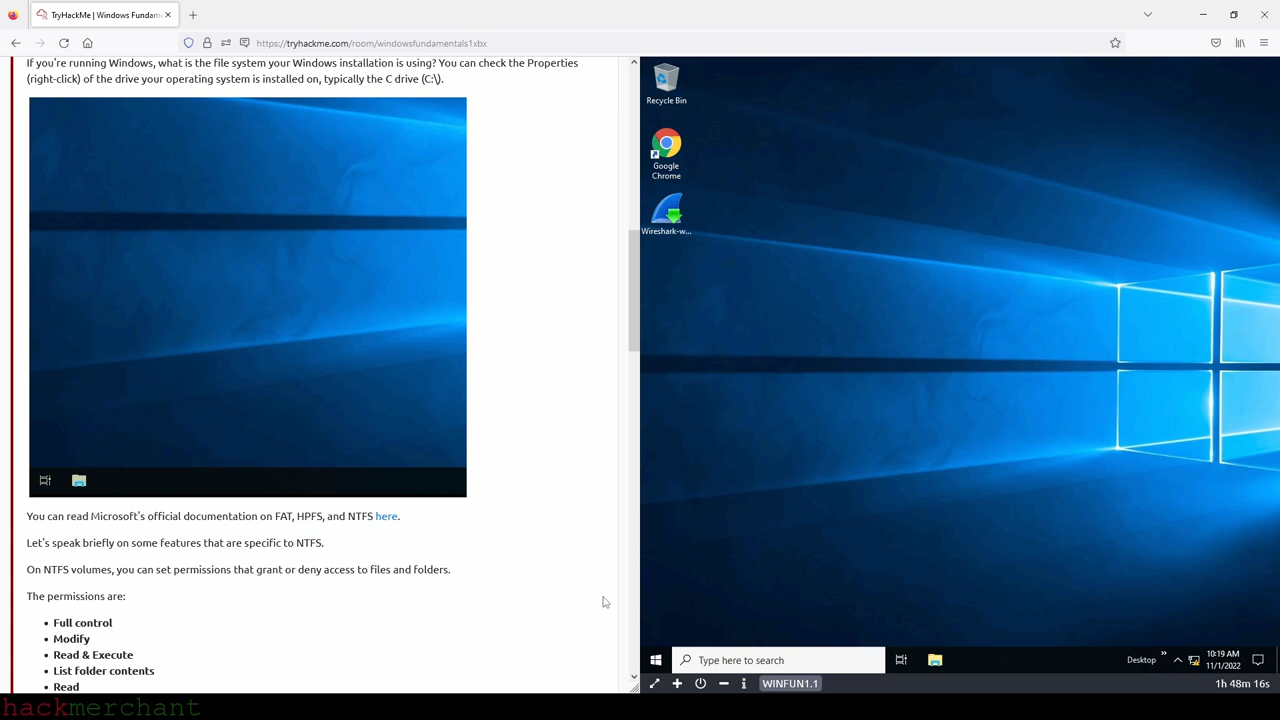 TryHackMe | Windows Fundam
https://tryhackme.com/room/windowsfundamentals1xbx
If you're running Windows, what is the file system your Windows installation is using? You can check the Properties
(right-click) of the drive your operating system is installed on, typically the C drive (C:\).
You can read Microsoft's official documentation on FAT, HPFS, and NTFS here.
Let's speak briefly on some features that are specific to NTFS.
On NTFS volumes, you can set permissions that grant or deny access to files and folders.
The permissions are:
• Full control
• Modify
• Read & Execute
• List folder contents
• Read
Recycle Bin
Google
Chrome
Wireshark-w...
Type here to search
Desktop
10:19 AM
11/1/2022
WINFUN1.1
1h 48m 16s
hackmerchant